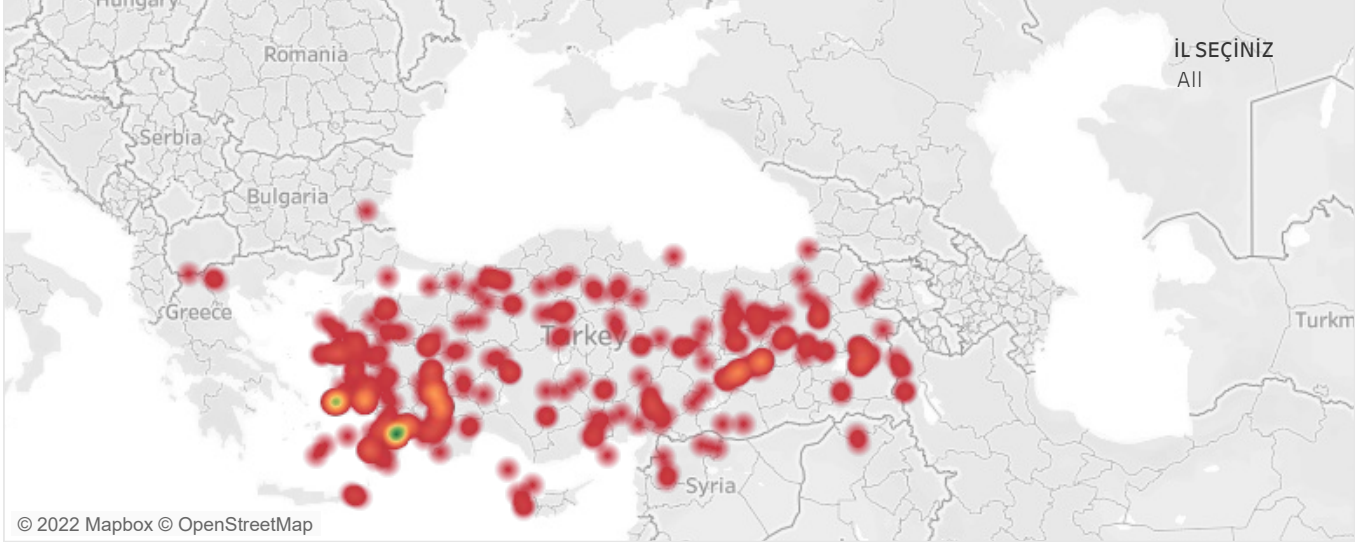 Hungary
Romania
İL SEÇİNİZ
All
Serbia
Bulgaria
Greece
Turkey
Turkm
Syria
© 2022 Mapbox © OpenStreetMap